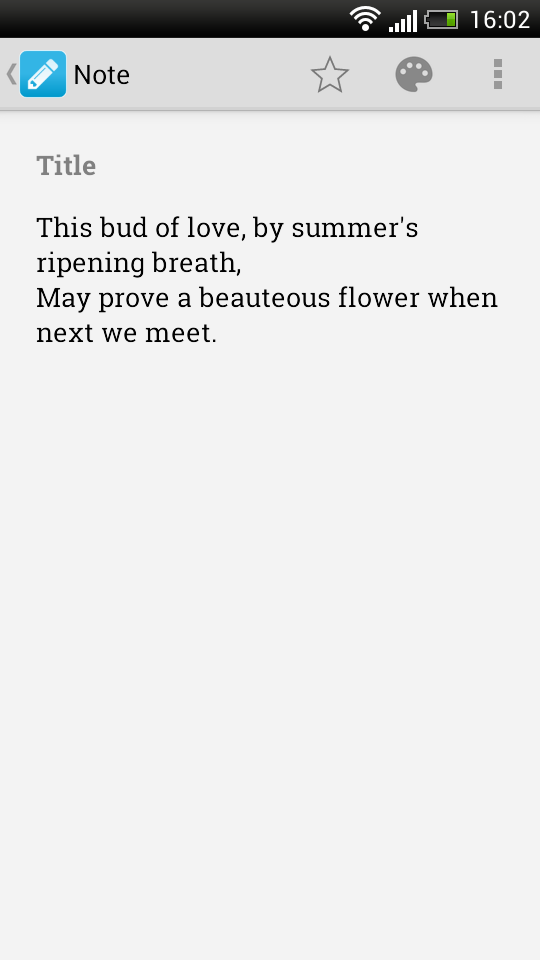 16:02
Note
Title
This bud of love, by summer's
ripening breath,
May prove a beauteous flower when
next we meet.